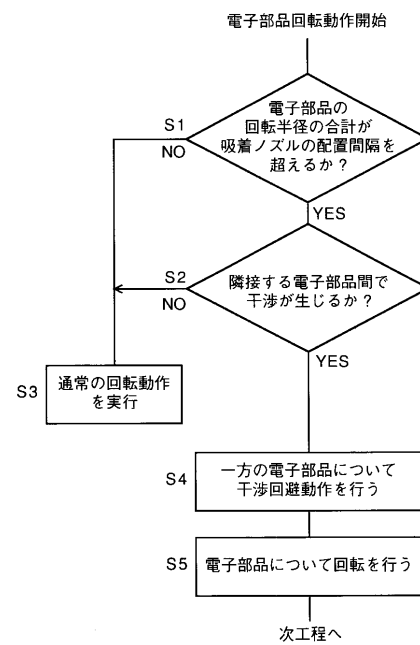 電子部品回転動作開始
電子部品の
回転半径の合計が
吸着ノズルの配置間隔を
超えるか？
S1
NO
YES
隣接する電子部品間で
干渉が生じるか？
S2
NO
YES
S3
通常の回転動作
を実行
S4
一方の電子部品について
干渉回避動作を行う
S5
電子部品について回転を行う
次工程へ